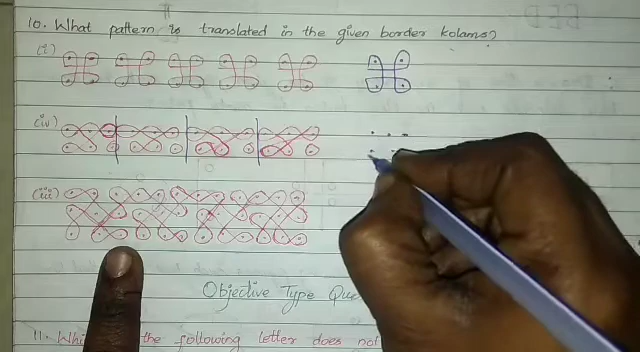 10. What pattern is translated in the given border kolams?
(i)
(iv)
(iii)
Objective Type Que
11. Whi the following letter does not